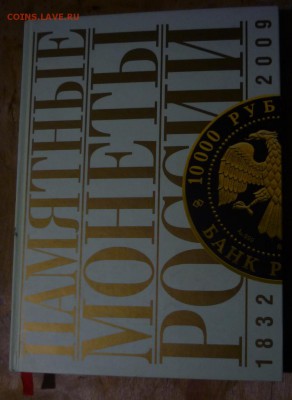 COINS.LAVE.RU
ПАМЯТНЫЕ
МОНЕТЫ
РОССИИ
1832 2009
10000 РУБ
БАНК Р